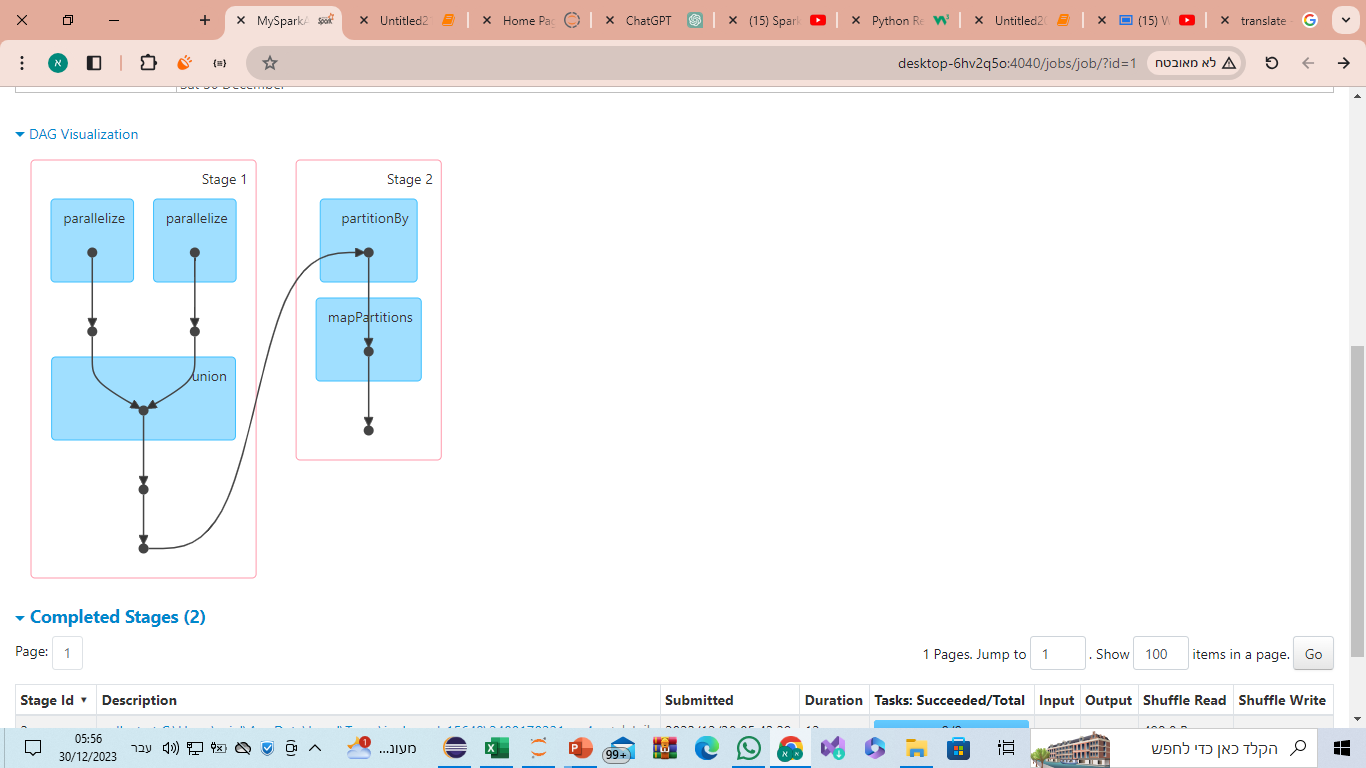 MySparkA
Untitled2
Home Pag
ChatGPT
(15) Spark
Python Re
Untitled2
(15) W
translate -
desktop-6hv2q5o:4040/jobs/job/?id=1
לא מאובטח
DAG Visualization
Stage 1
Stage 2
parallelize
parallelize
partitionBy
mapPartitions
union
Completed Stages (2)
Page: 1
1 Pages. Jump to 1 . Show 100 items in a page. Go
Stage Id ▾ Description Submitted Duration Tasks: Succeeded/Total Input Output Shuffle Read Shuffle Write
05:56
30/12/2023
עבר
99+
1
מעונ...
הקלד כאן כדי לחפש